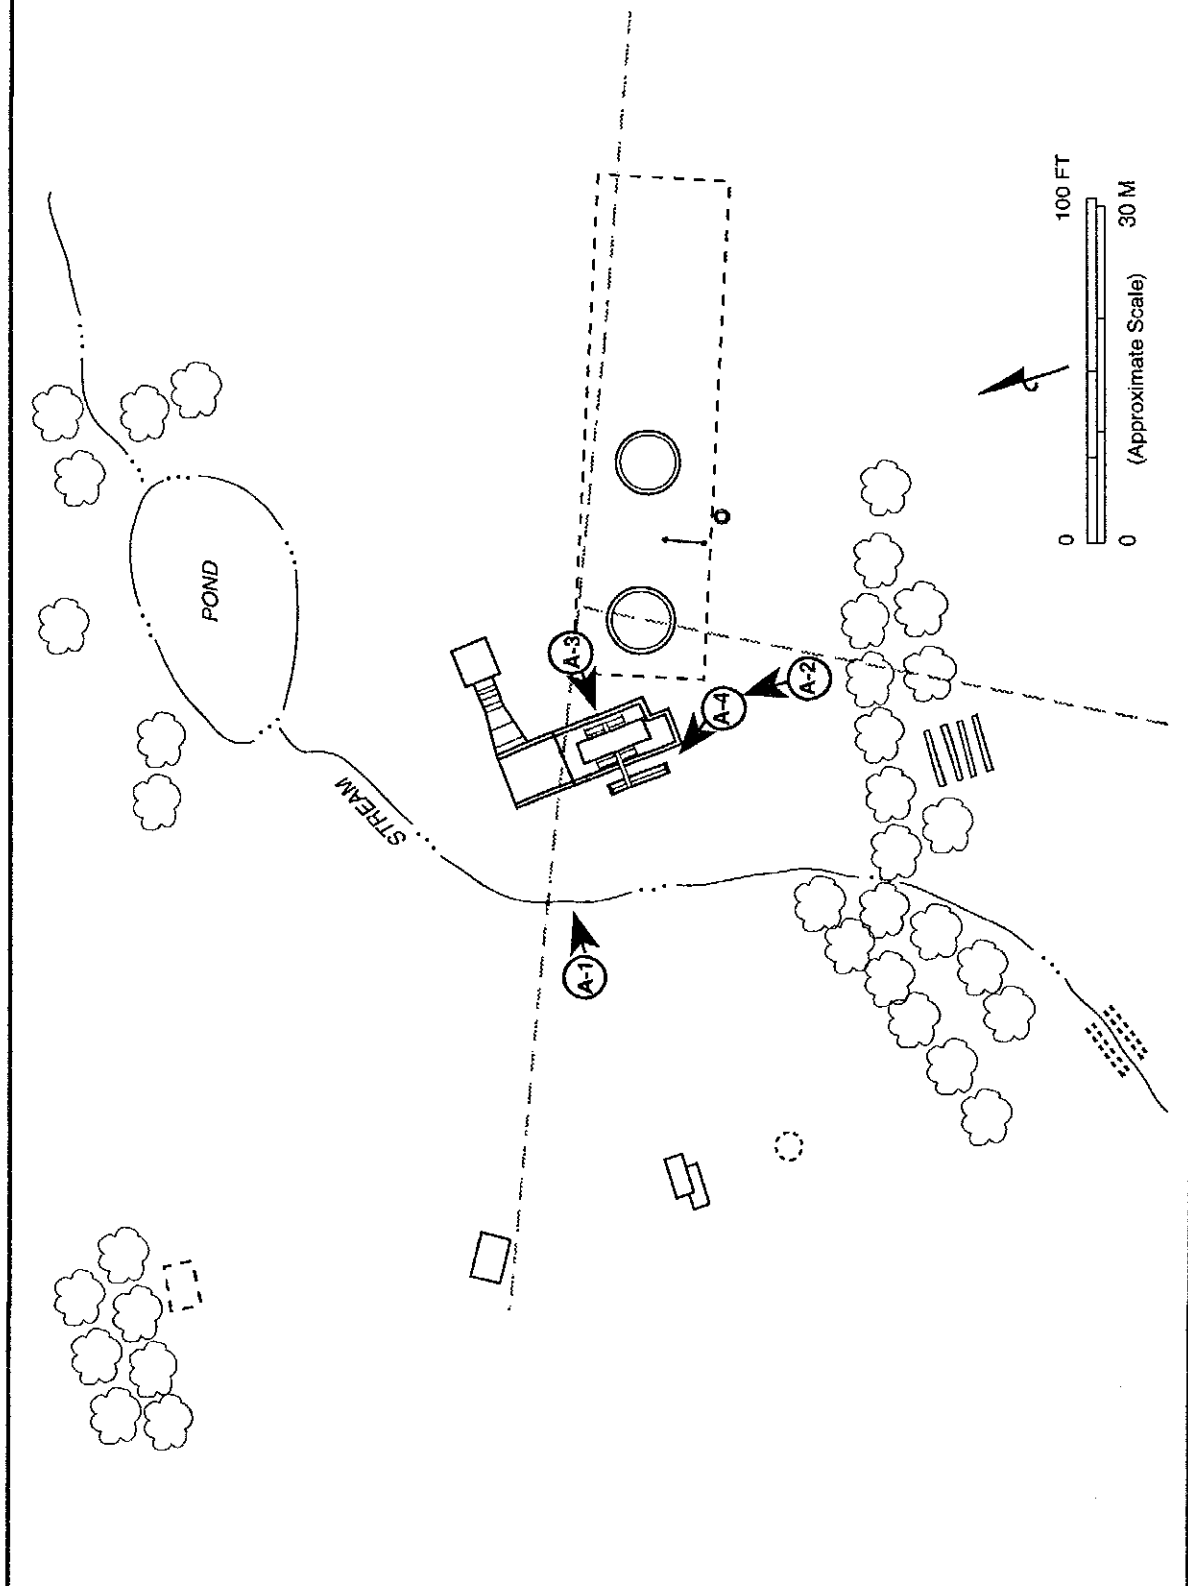 POND
STREAM
A-3
A-4
A-2
A-1
0
100 FT
0
30 M
(Approximate Scale)